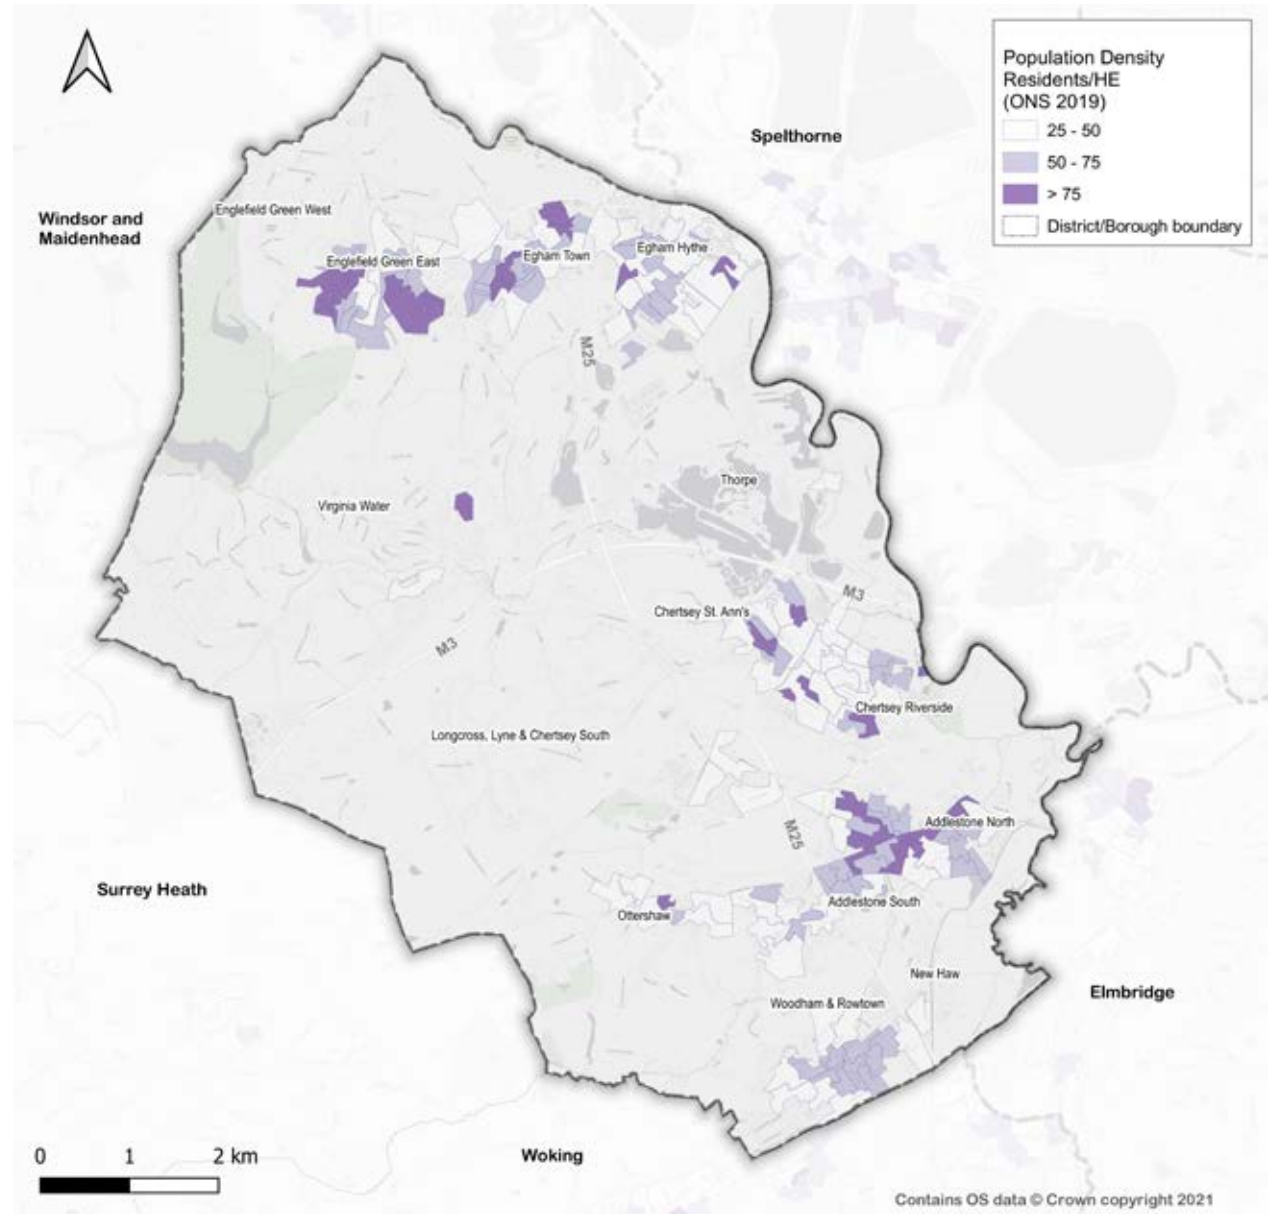 Population Density
Residents/HE
(ONS 2019)
25 - 50
50 - 75
> 75
District/Borough boundary
Spelthorne
Windsor and
Maidenhead
Englefield Green West
Englefield Green East
Egham Town
Egham Hythe
M25
Thorpe
Virginia Water
M3
Chertsey St. Ann's
M3
Chertsey Riverside
Longcross, Lyne & Chertsey South
M25
Addlestone North
Surrey Heath
Addlestone South
Ottershaw
New Haw
Elmbridge
Woodham & Rowtown
0 1 2 km
Woking
Contains OS data © Crown copyright 2021